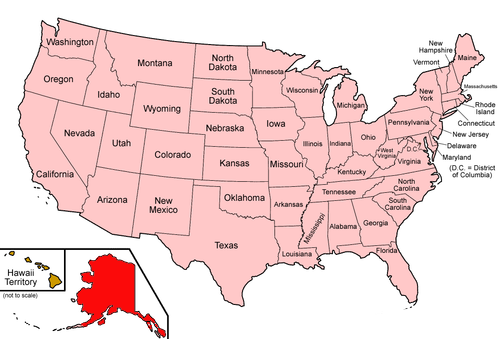 Washington
Oregon
California
Nevada
Idaho
Montana
Wyoming
Utah
Arizona
Colorado
New
Mexico
North
Dakota
South
Dakota
Nebraska
Kansas
Oklahoma
Texas
Minnesota
Iowa
Missouri
Arkansas
Louisiana
Wisconsin
Illinois
Michigan
Indiana
Ohio
Kentucky
Tennessee
Mississippi
Alabama
Georgia
Florida
South
Carolina
North
Carolina
Virginia
West
Virginia
D.C.
Pennsylvania
New
York
Vermont
New
Hampshire
Maine
Massachusetts
Rhode
Island
Connecticut
New Jersey
Delaware
Maryland
(D.C. = District
of Columbia)
Hawaii
Territory
(not to scale)